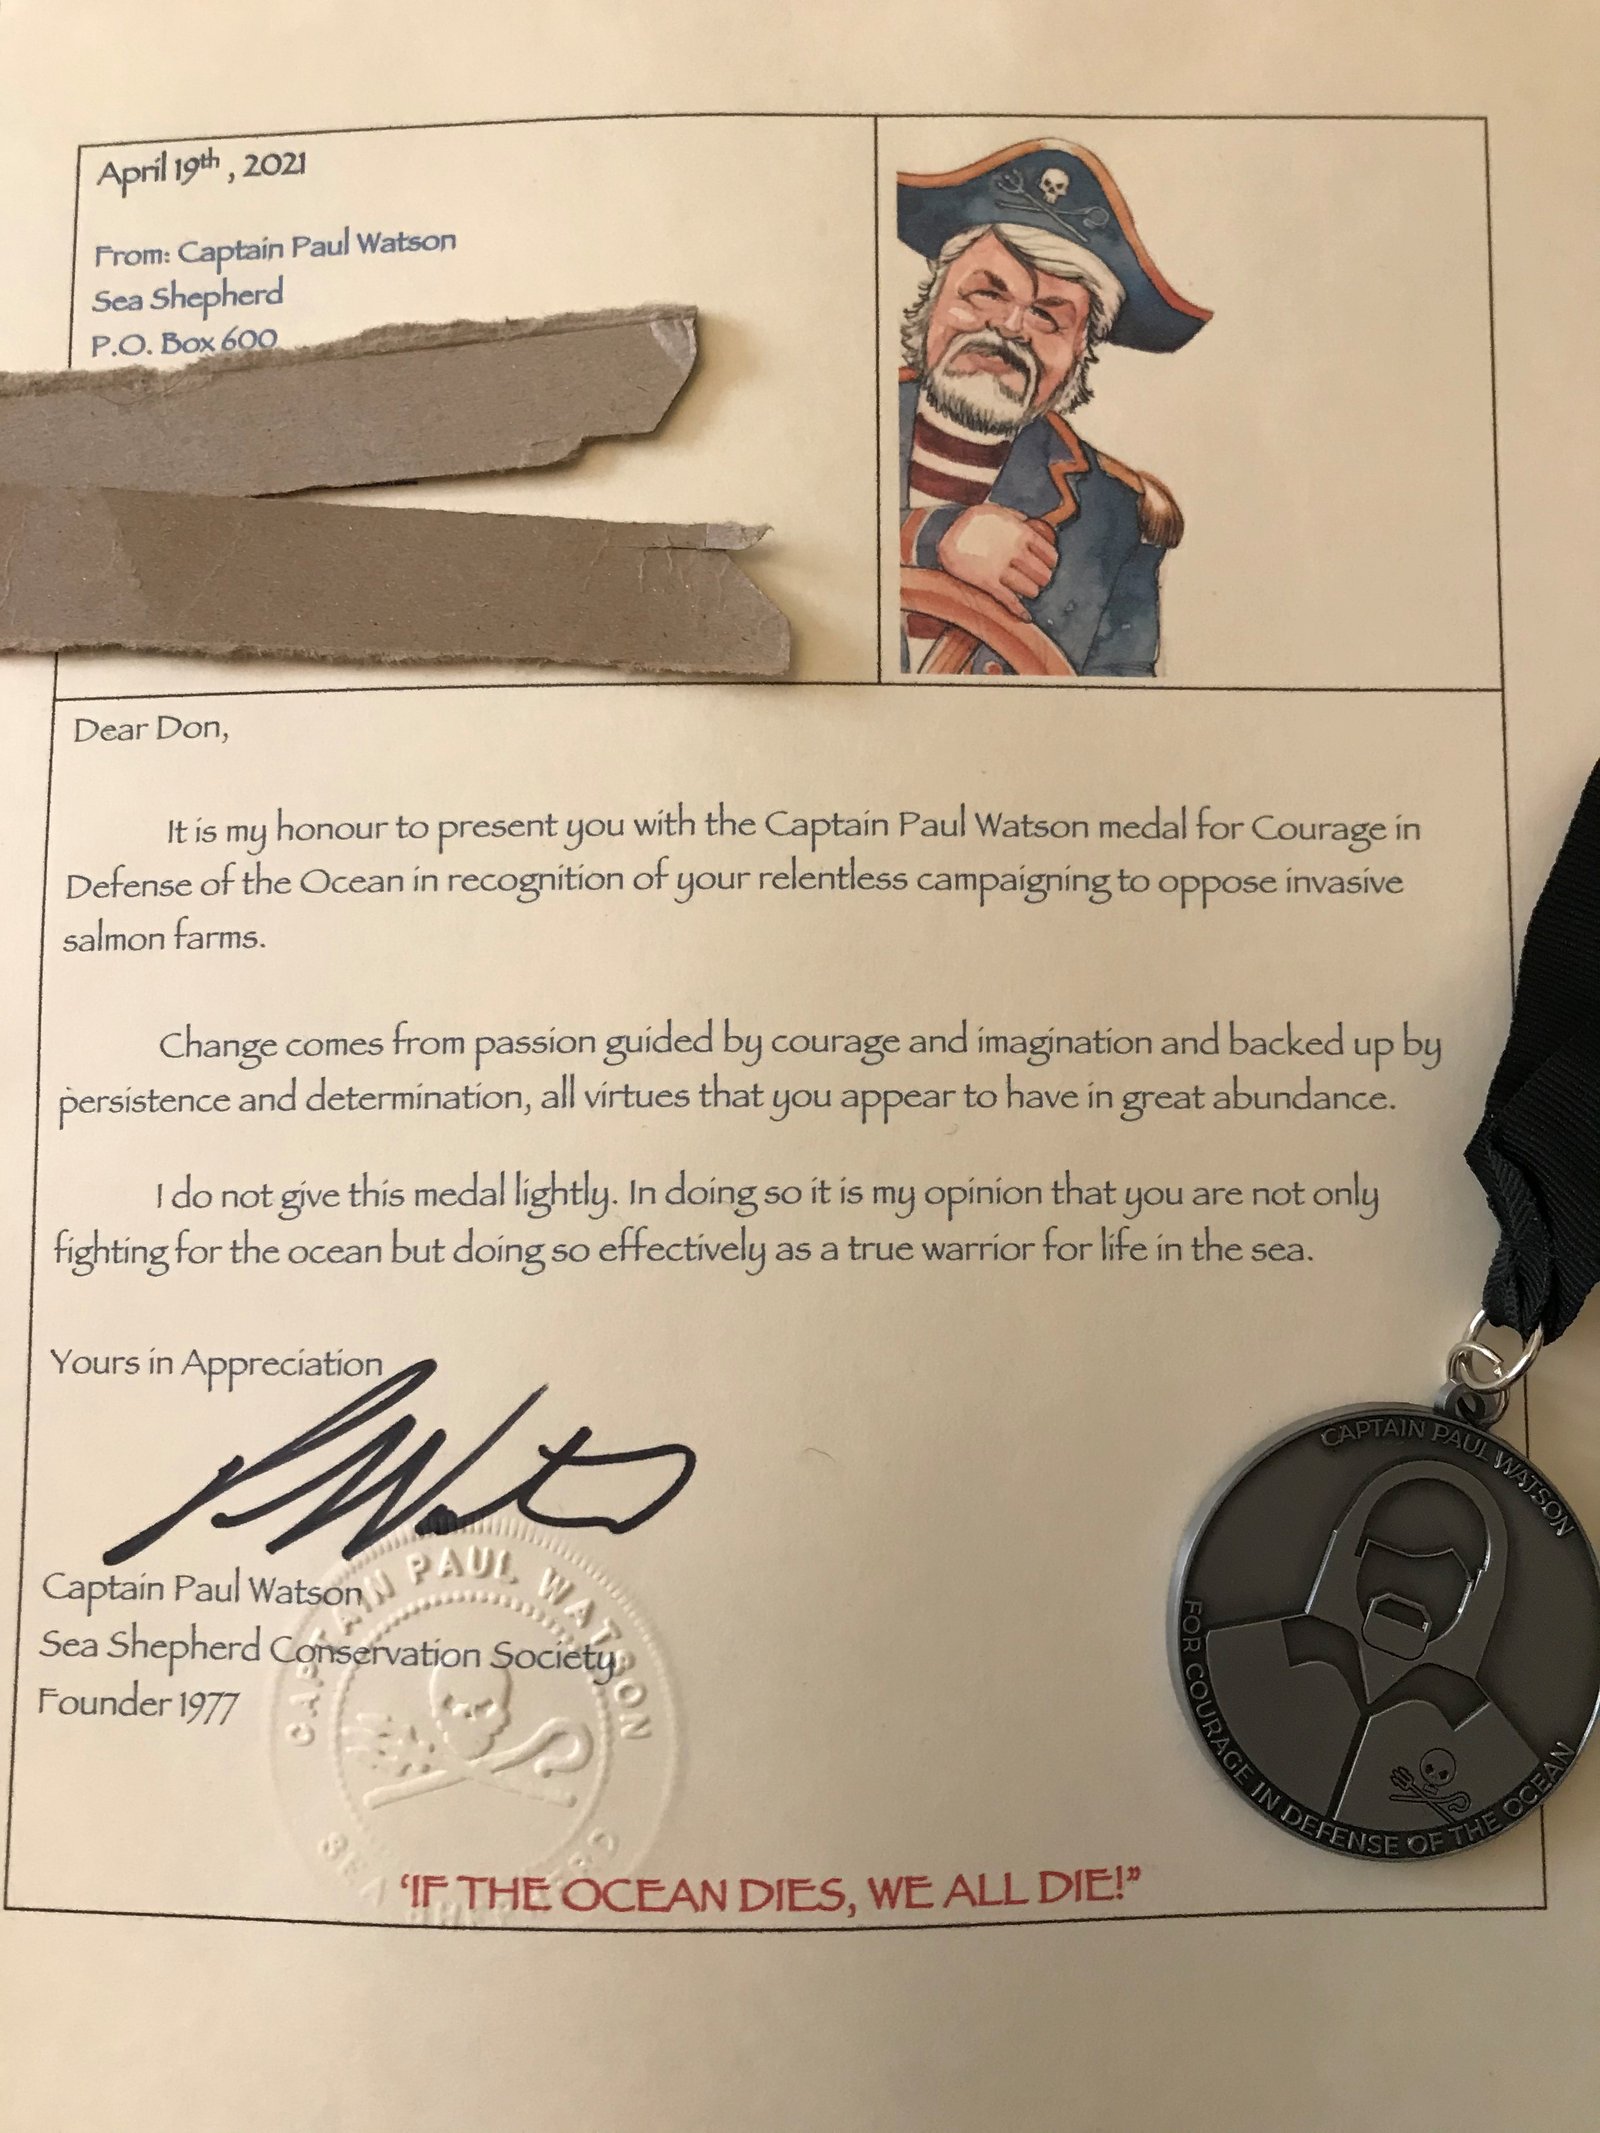 April 19th, 2021
From: Captain Paul Watson
Sea Shepherd
P.O. Box 600
Dear Don,
It is my honour to present you with the Captain Paul Watson medal for Courage in
Defense of the Ocean in recognition of your relentless campaigning to oppose invasive
salmon farms.
Change comes from passion guided by courage and imagination and backed up by
persistence and determination, all virtues that you appear to have in great abundance.
I do not give this medal lightly. In doing so it is my opinion that you are not only
fighting for the ocean but doing so effectively as a true warrior for life in the sea.
Yours in Appreciation
Captain Paul Watson
Sea Shepherd Conservation Society
Founder 1977
CAPTAIN PAUL WATSON
‘IF THE OCEAN DIES, WE ALL DIE!”
CAPTAIN PAUL WATSON
FOR COURAGE IN DEFENSE OF THE OCEAN